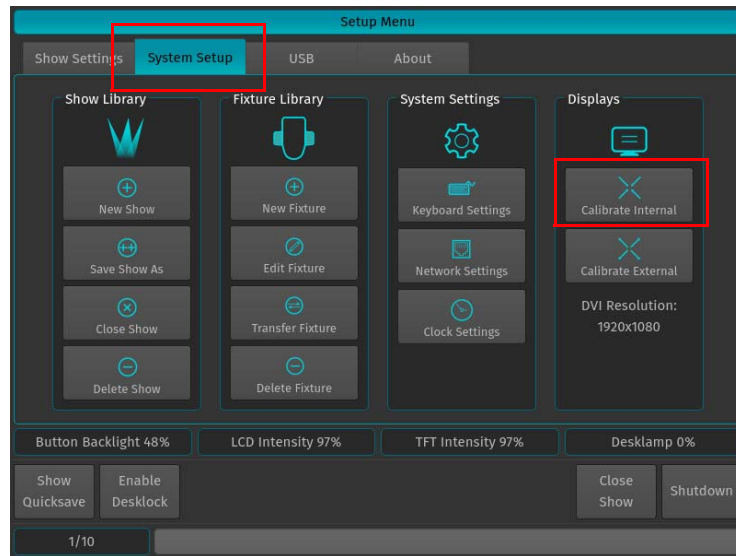 Setup Menu
Show Settings
System Setup
USB
About
Show Library
New Show
Save Show As
Close Show
Delete Show
Fixture Library
New Fixture
Edit Fixture
Transfer Fixture
Delete Fixture
System Settings
Keyboard Settings
Network Settings
Clock Settings
Displays
Calibrate Internal
Calibrate External
DVI Resolution:
1920x1080
Button Backlight 48%
LCD Intensity 97%
TFT Intensity 97%
Desklamp 0%
Show
Quicksave
Enable
Desklock
Close
Show
Shutdown
1/10